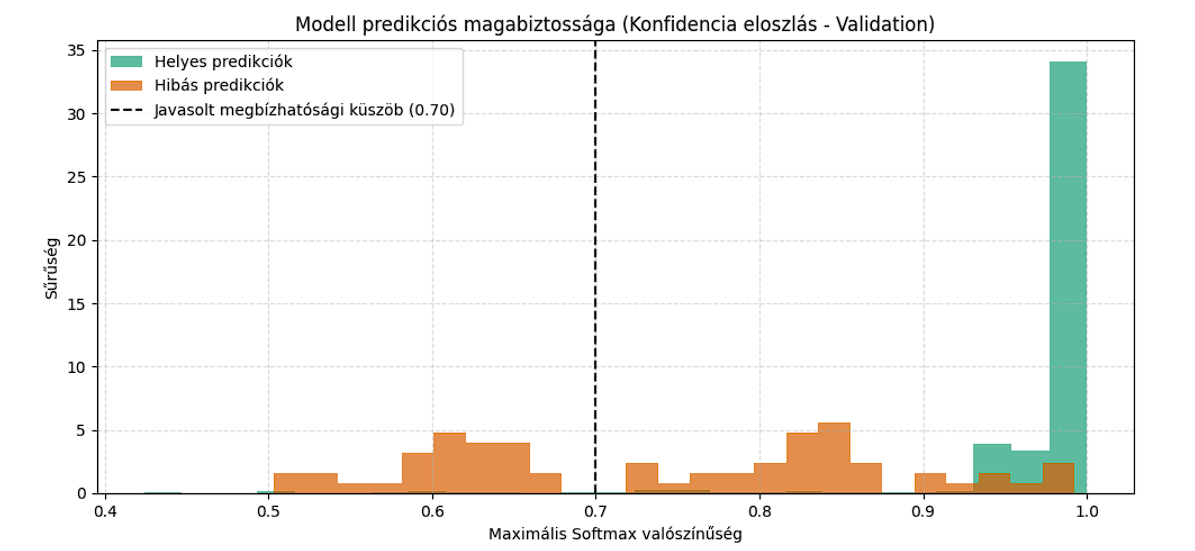 Modell predikciós magabiztossága (Konfidencia eloszlás - Validation)
Helyes predikciók
Hibás predikciók
Javasolt megbízhatósági küszöb (0.70)
Sűrűség
35
30
25
20
15
10
5
0
0.4 0.5 0.6 0.7 0.8 0.9 1.0
Maximális Softmax valószínűség